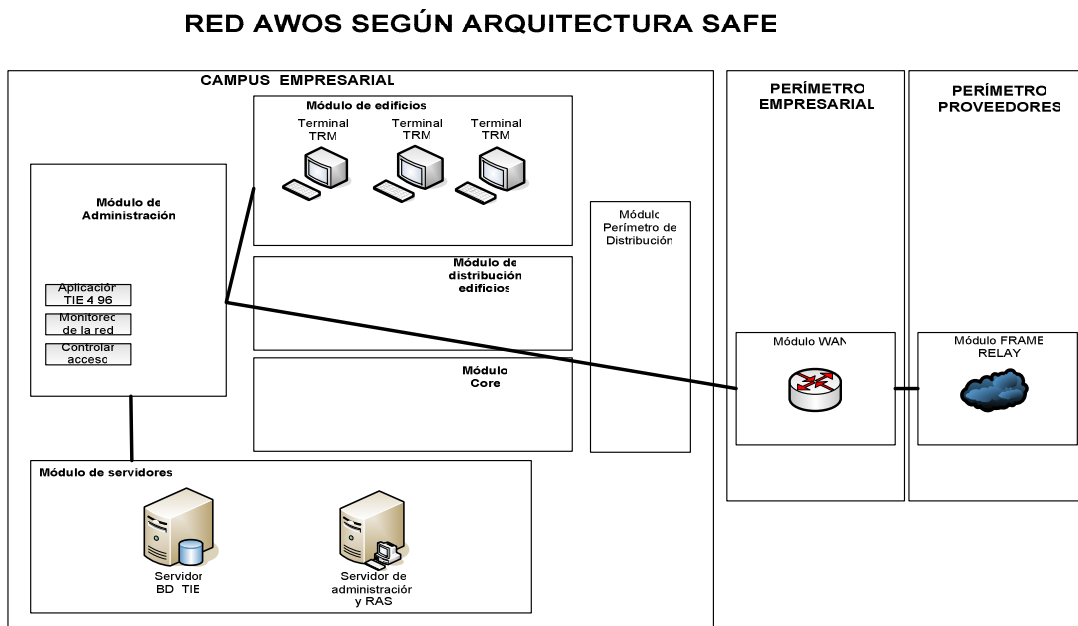 RED AWOS SEGÚN ARQUITECTURA SAFE
CAMPUS EMPRESARIAL
Módulo de edificios
Terminal
TRM
Terminal
TRM
Terminal
TRM
Módulo de
Administración
Aplicación
TIE 4 96
Monitoreo
de la red
Controlar
acceso
Módulo de
distribución
edificios
Módulo
Core
Módulo
Perímetro de
Distribución
Módulo de servidores
Servidor
BD TIE
Servidor de
administración
y RAS
PERÍMETRO
EMPRESARIAL
Módulo WAN
PERÍMETRO
PROVEEDORES
Módulo FRAME
RELAY